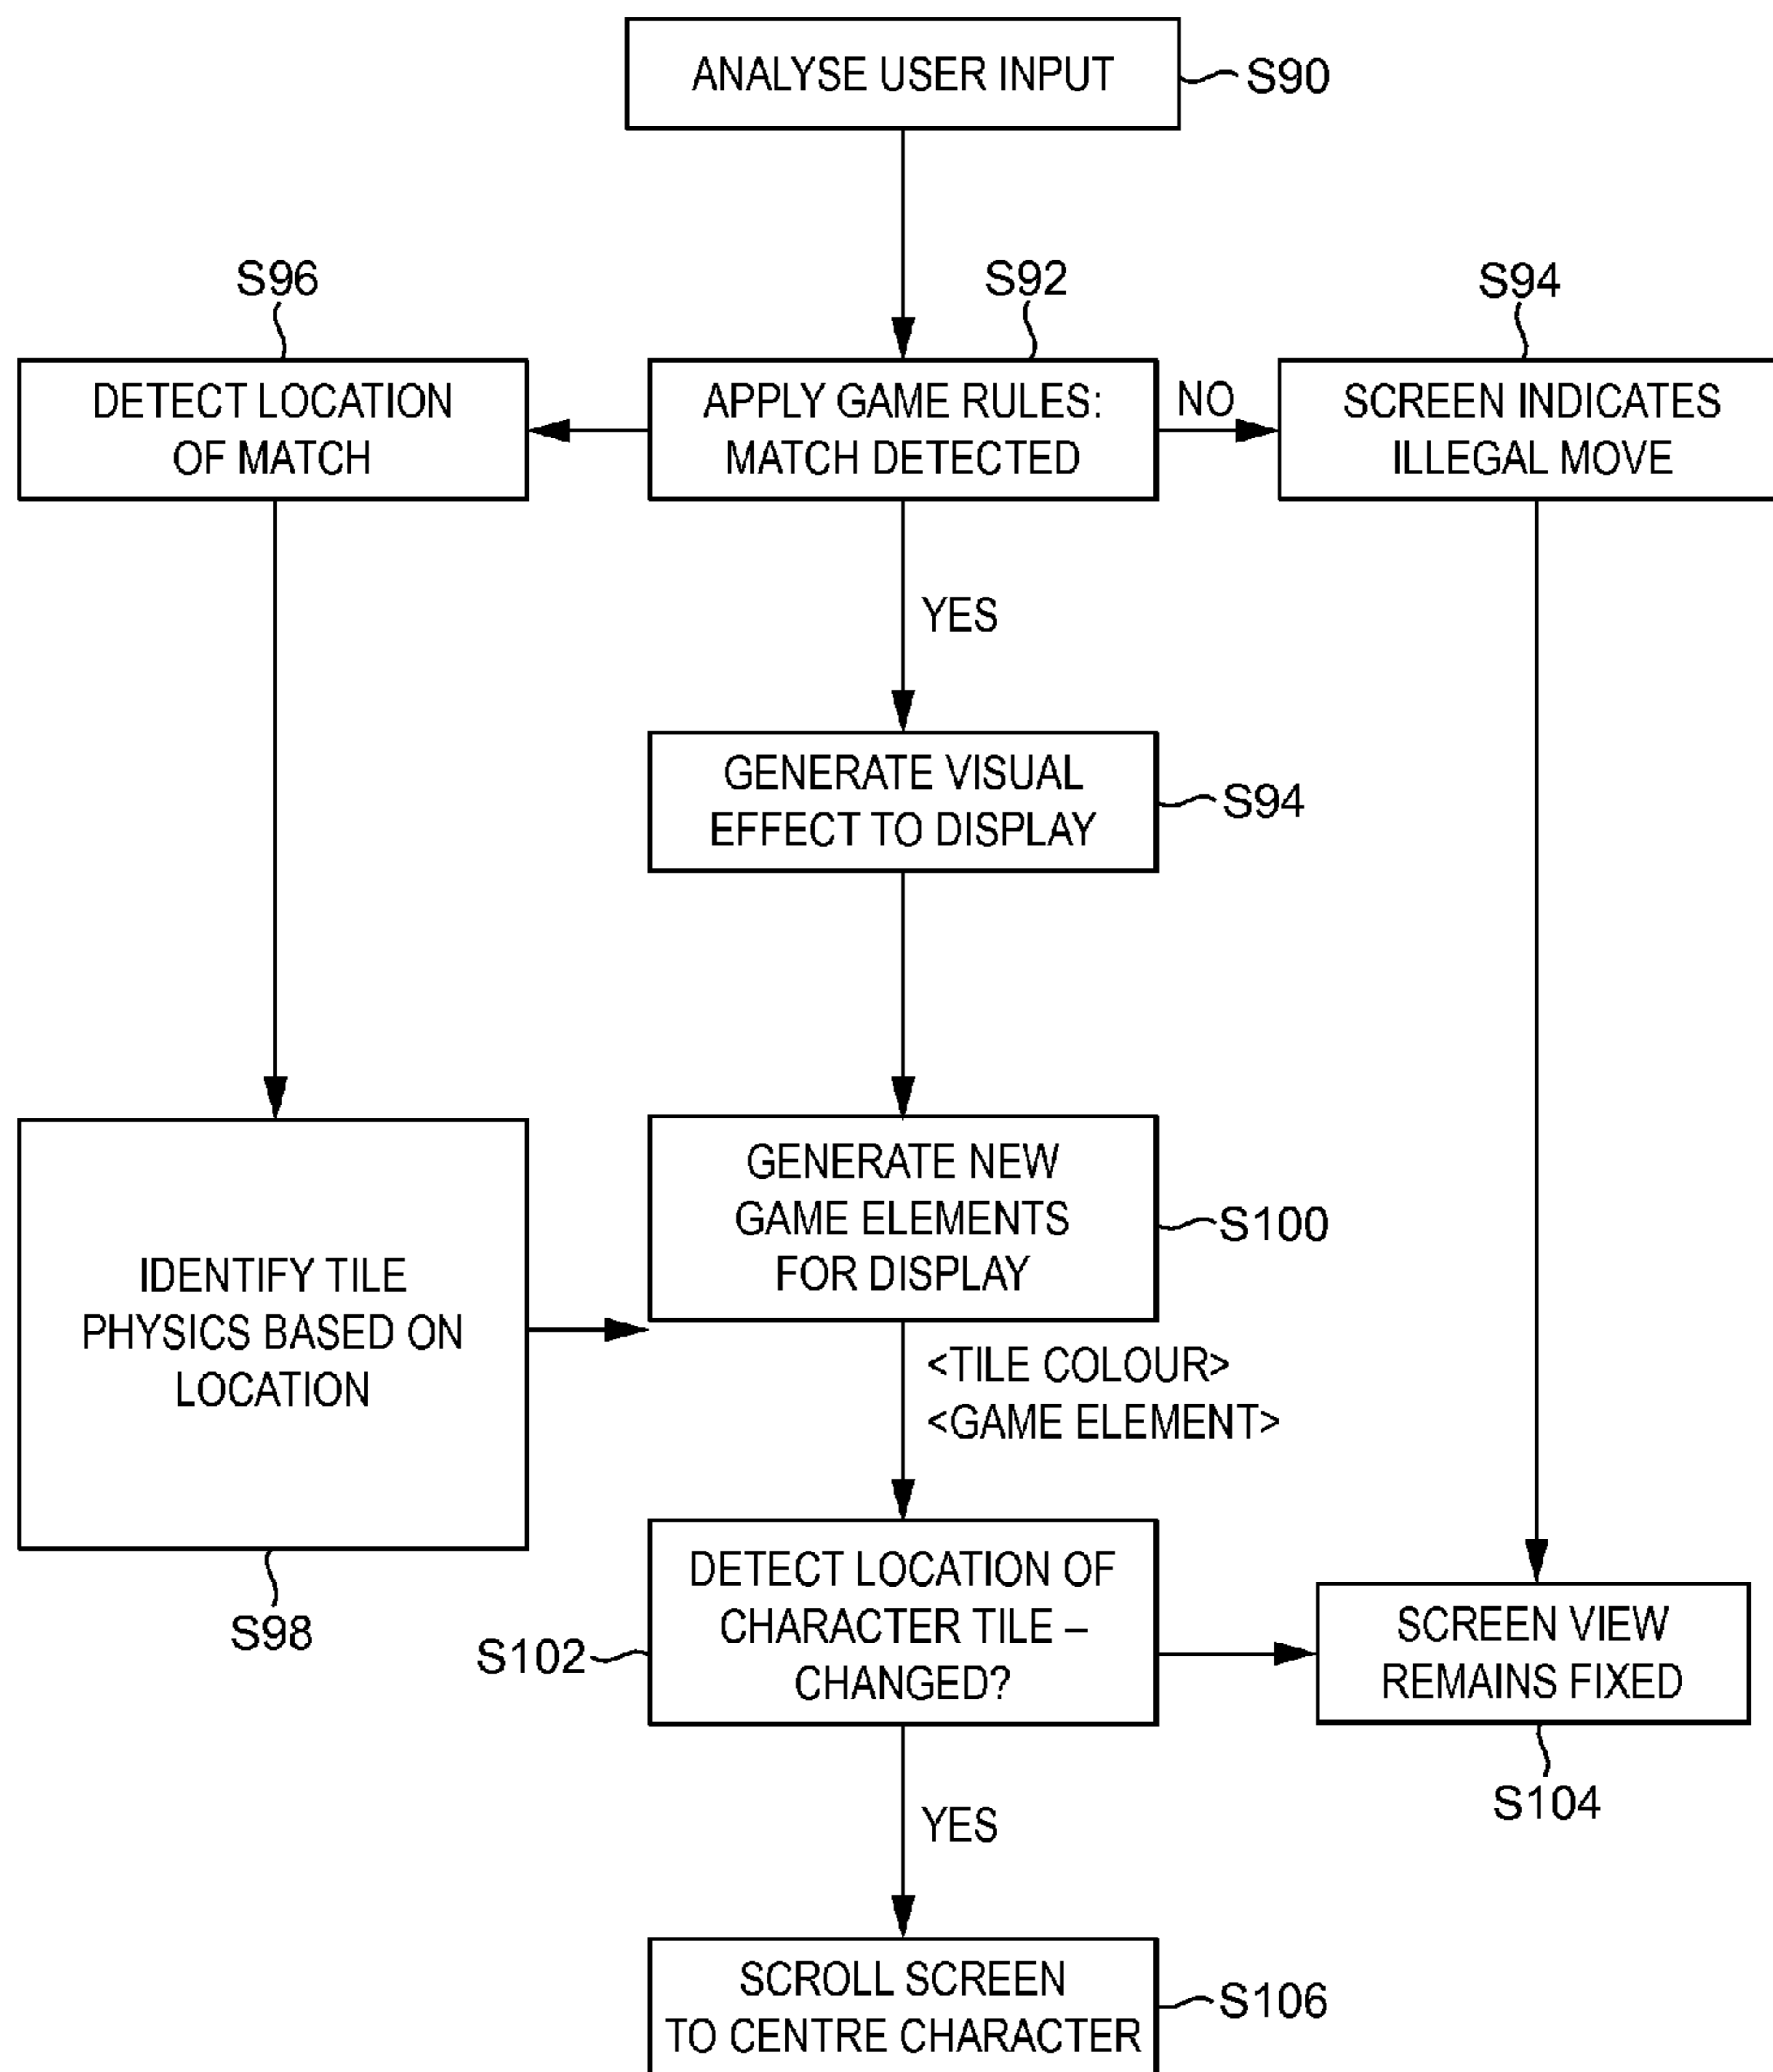 ANALYSE USER INPUT
S90
S96
S92
S94
DETECT LOCATION
OF MATCH
APPLY GAME RULES:
MATCH DETECTED
NO
SCREEN INDICATES
ILLEGAL MOVE
YES
GENERATE VISUAL
EFFECT TO DISPLAY
S94
GENERATE NEW
GAME ELEMENTS
FOR DISPLAY
S100
IDENTIFY TILE
PHYSICS BASED ON
LOCATION
<TILE COLOUR>
<GAME ELEMENT>
S98
DETECT LOCATION OF
CHARACTER TILE –
CHANGED?
S102
SCREEN VIEW
REMAINS FIXED
S104
YES
SCROLL SCREEN
TO CENTRE CHARACTER
S106